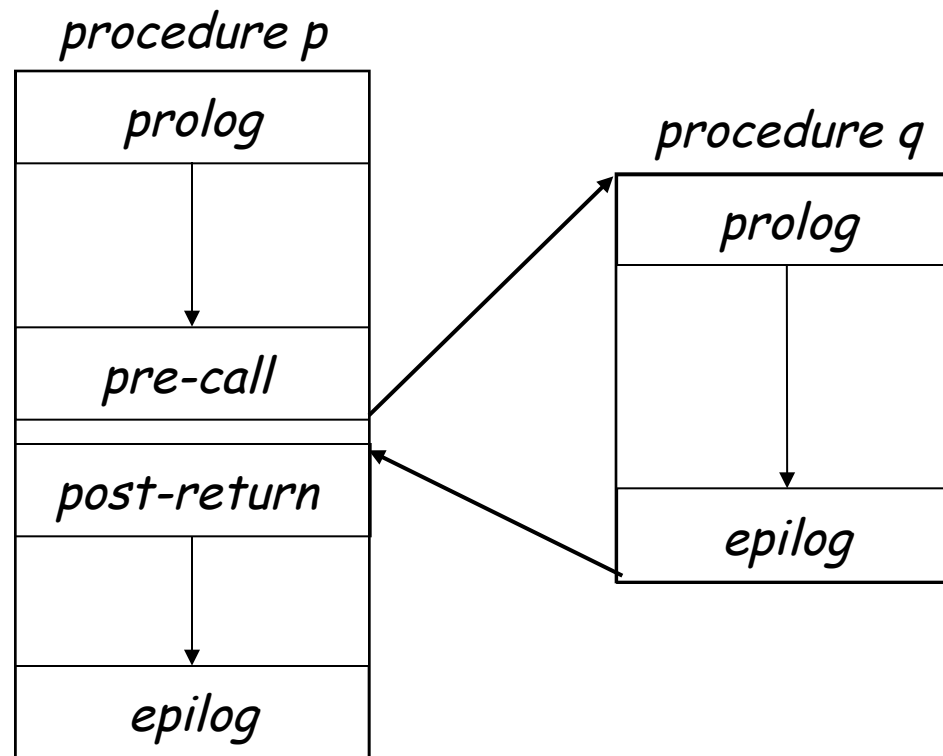 procedure p
prolog
pre-call
post-return
epilog
procedure q
prolog
epilog